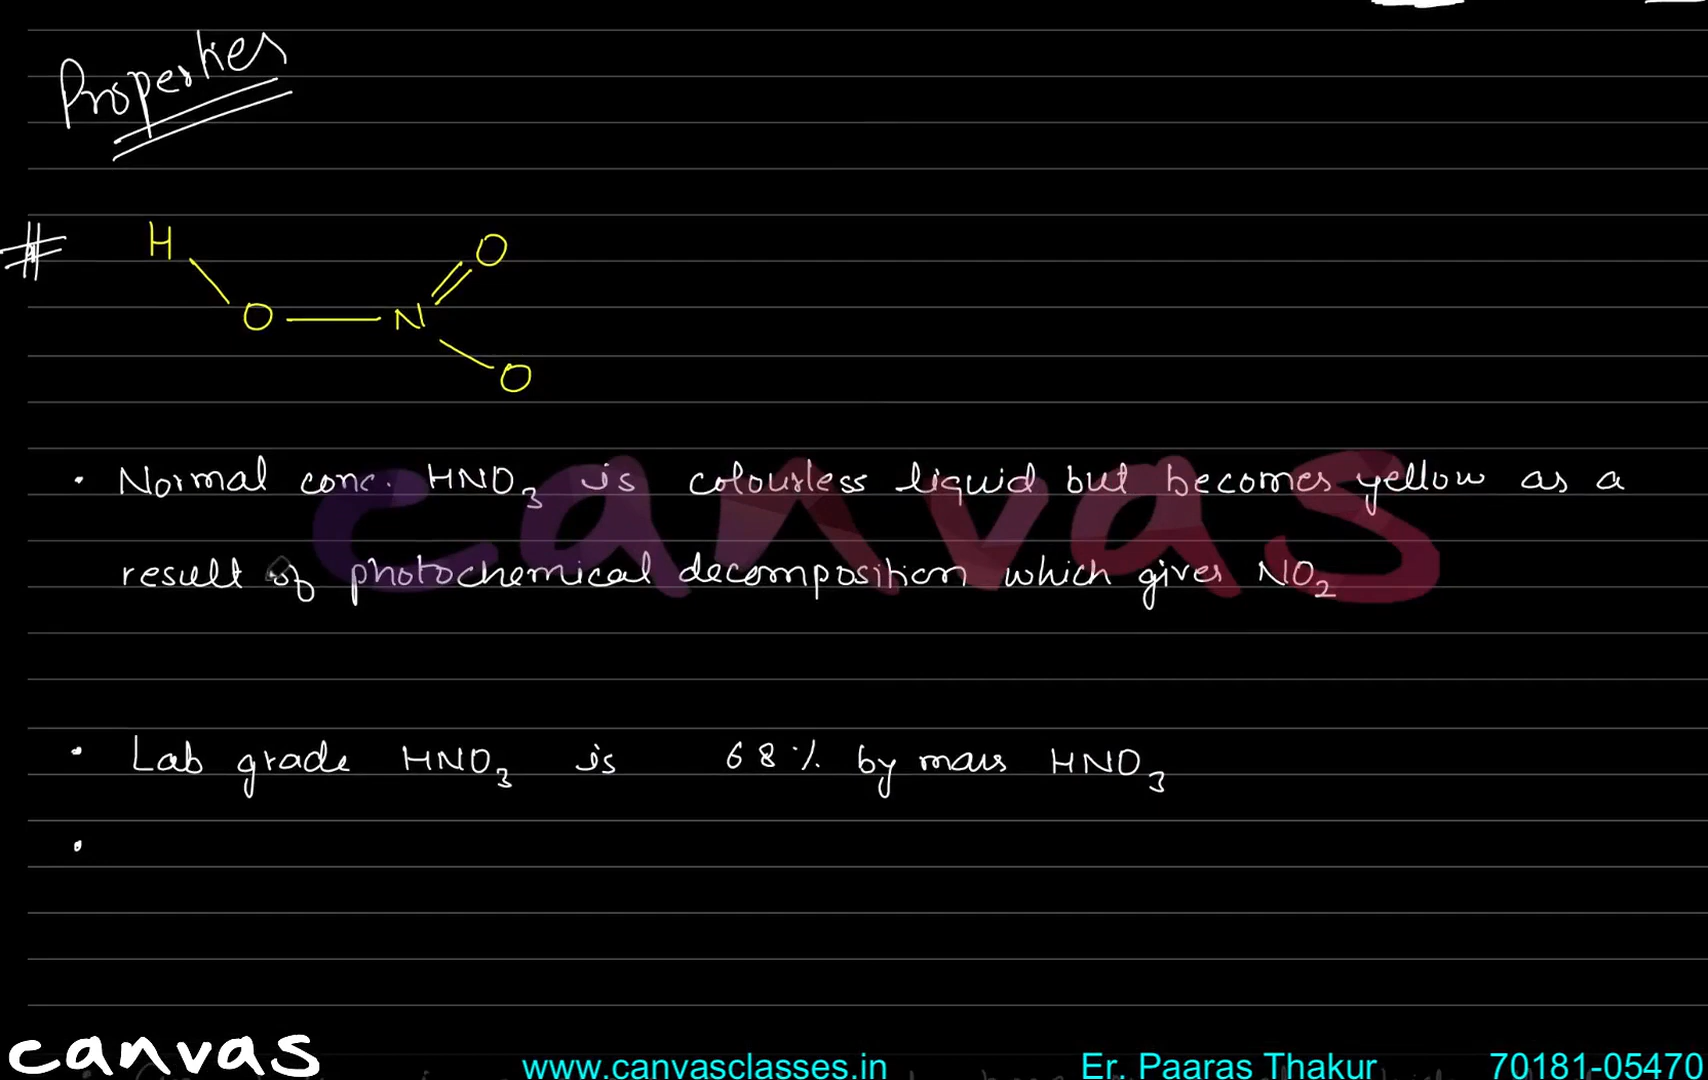 Properties
# H O
O N
O
• Normal conc. HNO₃ is colourless liquid but becomes yellow as a
result of photochemical decomposition which gives NO₂
• Lab grade HNO₃ is 68% by mass HNO₃
•
canvas
canvas www.canvasclasses.in Er. Paaras Thakur 70181-05470